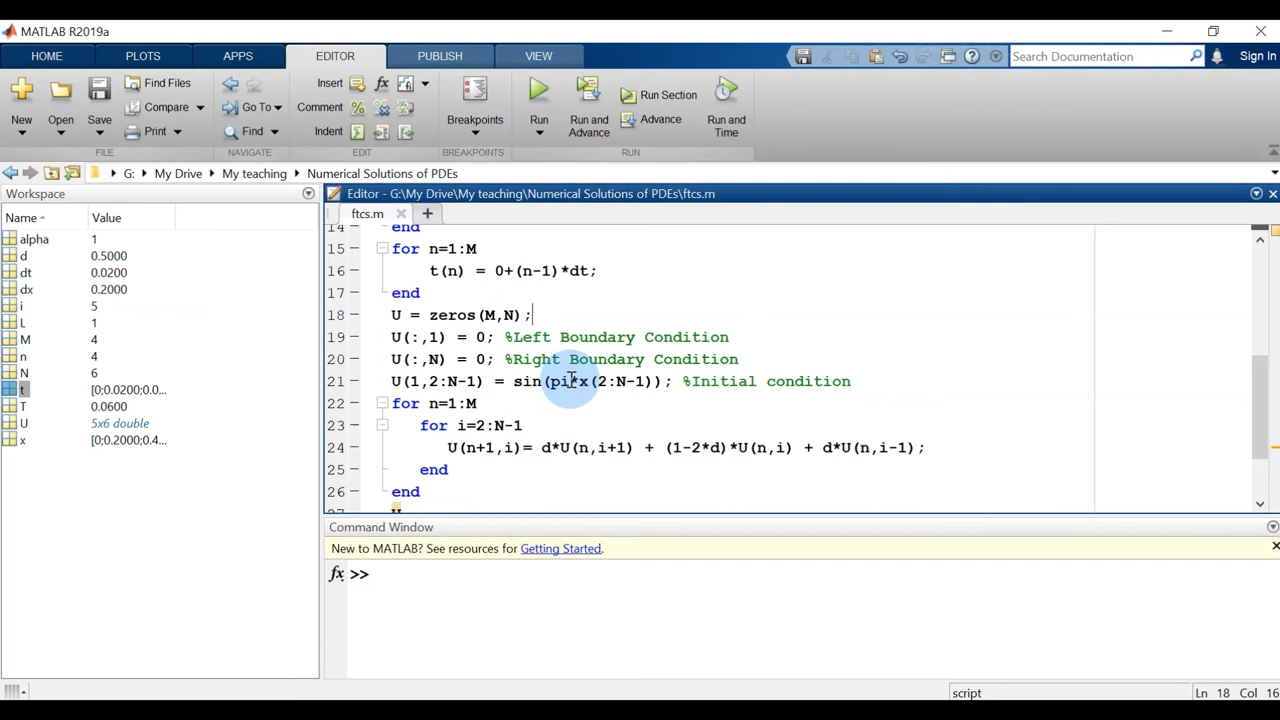 MATLAB R2019a
HOME PLOTS APPS EDITOR PUBLISH VIEW Search Documentation Sign In
New Open Save Find Files Compare Print Go To Find Insert fx Comment % Indent Breakpoints Run Run and Advance Run Section Advance Run and Time
FILE NAVIGATE EDIT BREAKPOINTS RUN
G: My Drive My teaching Numerical Solutions of PDEs
Workspace
Name Value
alpha 1
d 0.5000
dt 0.0200
dx 0.2000
i 5
L 1
M 4
n 4
N 6
t [0;0.0200;0.0...
T 0.0600
U 5x6 double
x [0;0.2000;0.4...
Editor - G:\My Drive\My teaching\Numerical Solutions of PDEs\ftcs.m
ftcs.m
14 end
15 for n=1:M
16 t(n) = 0+(n-1)*dt;
17 end
18 U = zeros(M,N);
19 U(:,1) = 0; %Left Boundary Condition
20 U(:,N) = 0; %Right Boundary Condition
21 U(1,2:N-1) = sin(pi*x(2:N-1)); %Initial condition
22 for n=1:M
23 for i=2:N-1
24 U(n+1,i)= d*U(n,i+1) + (1-2*d)*U(n,i) + d*U(n,i-1);
25 end
26 end
Command Window
New to MATLAB? See resources for Getting Started.
fx >>
script Ln 18 Col 16